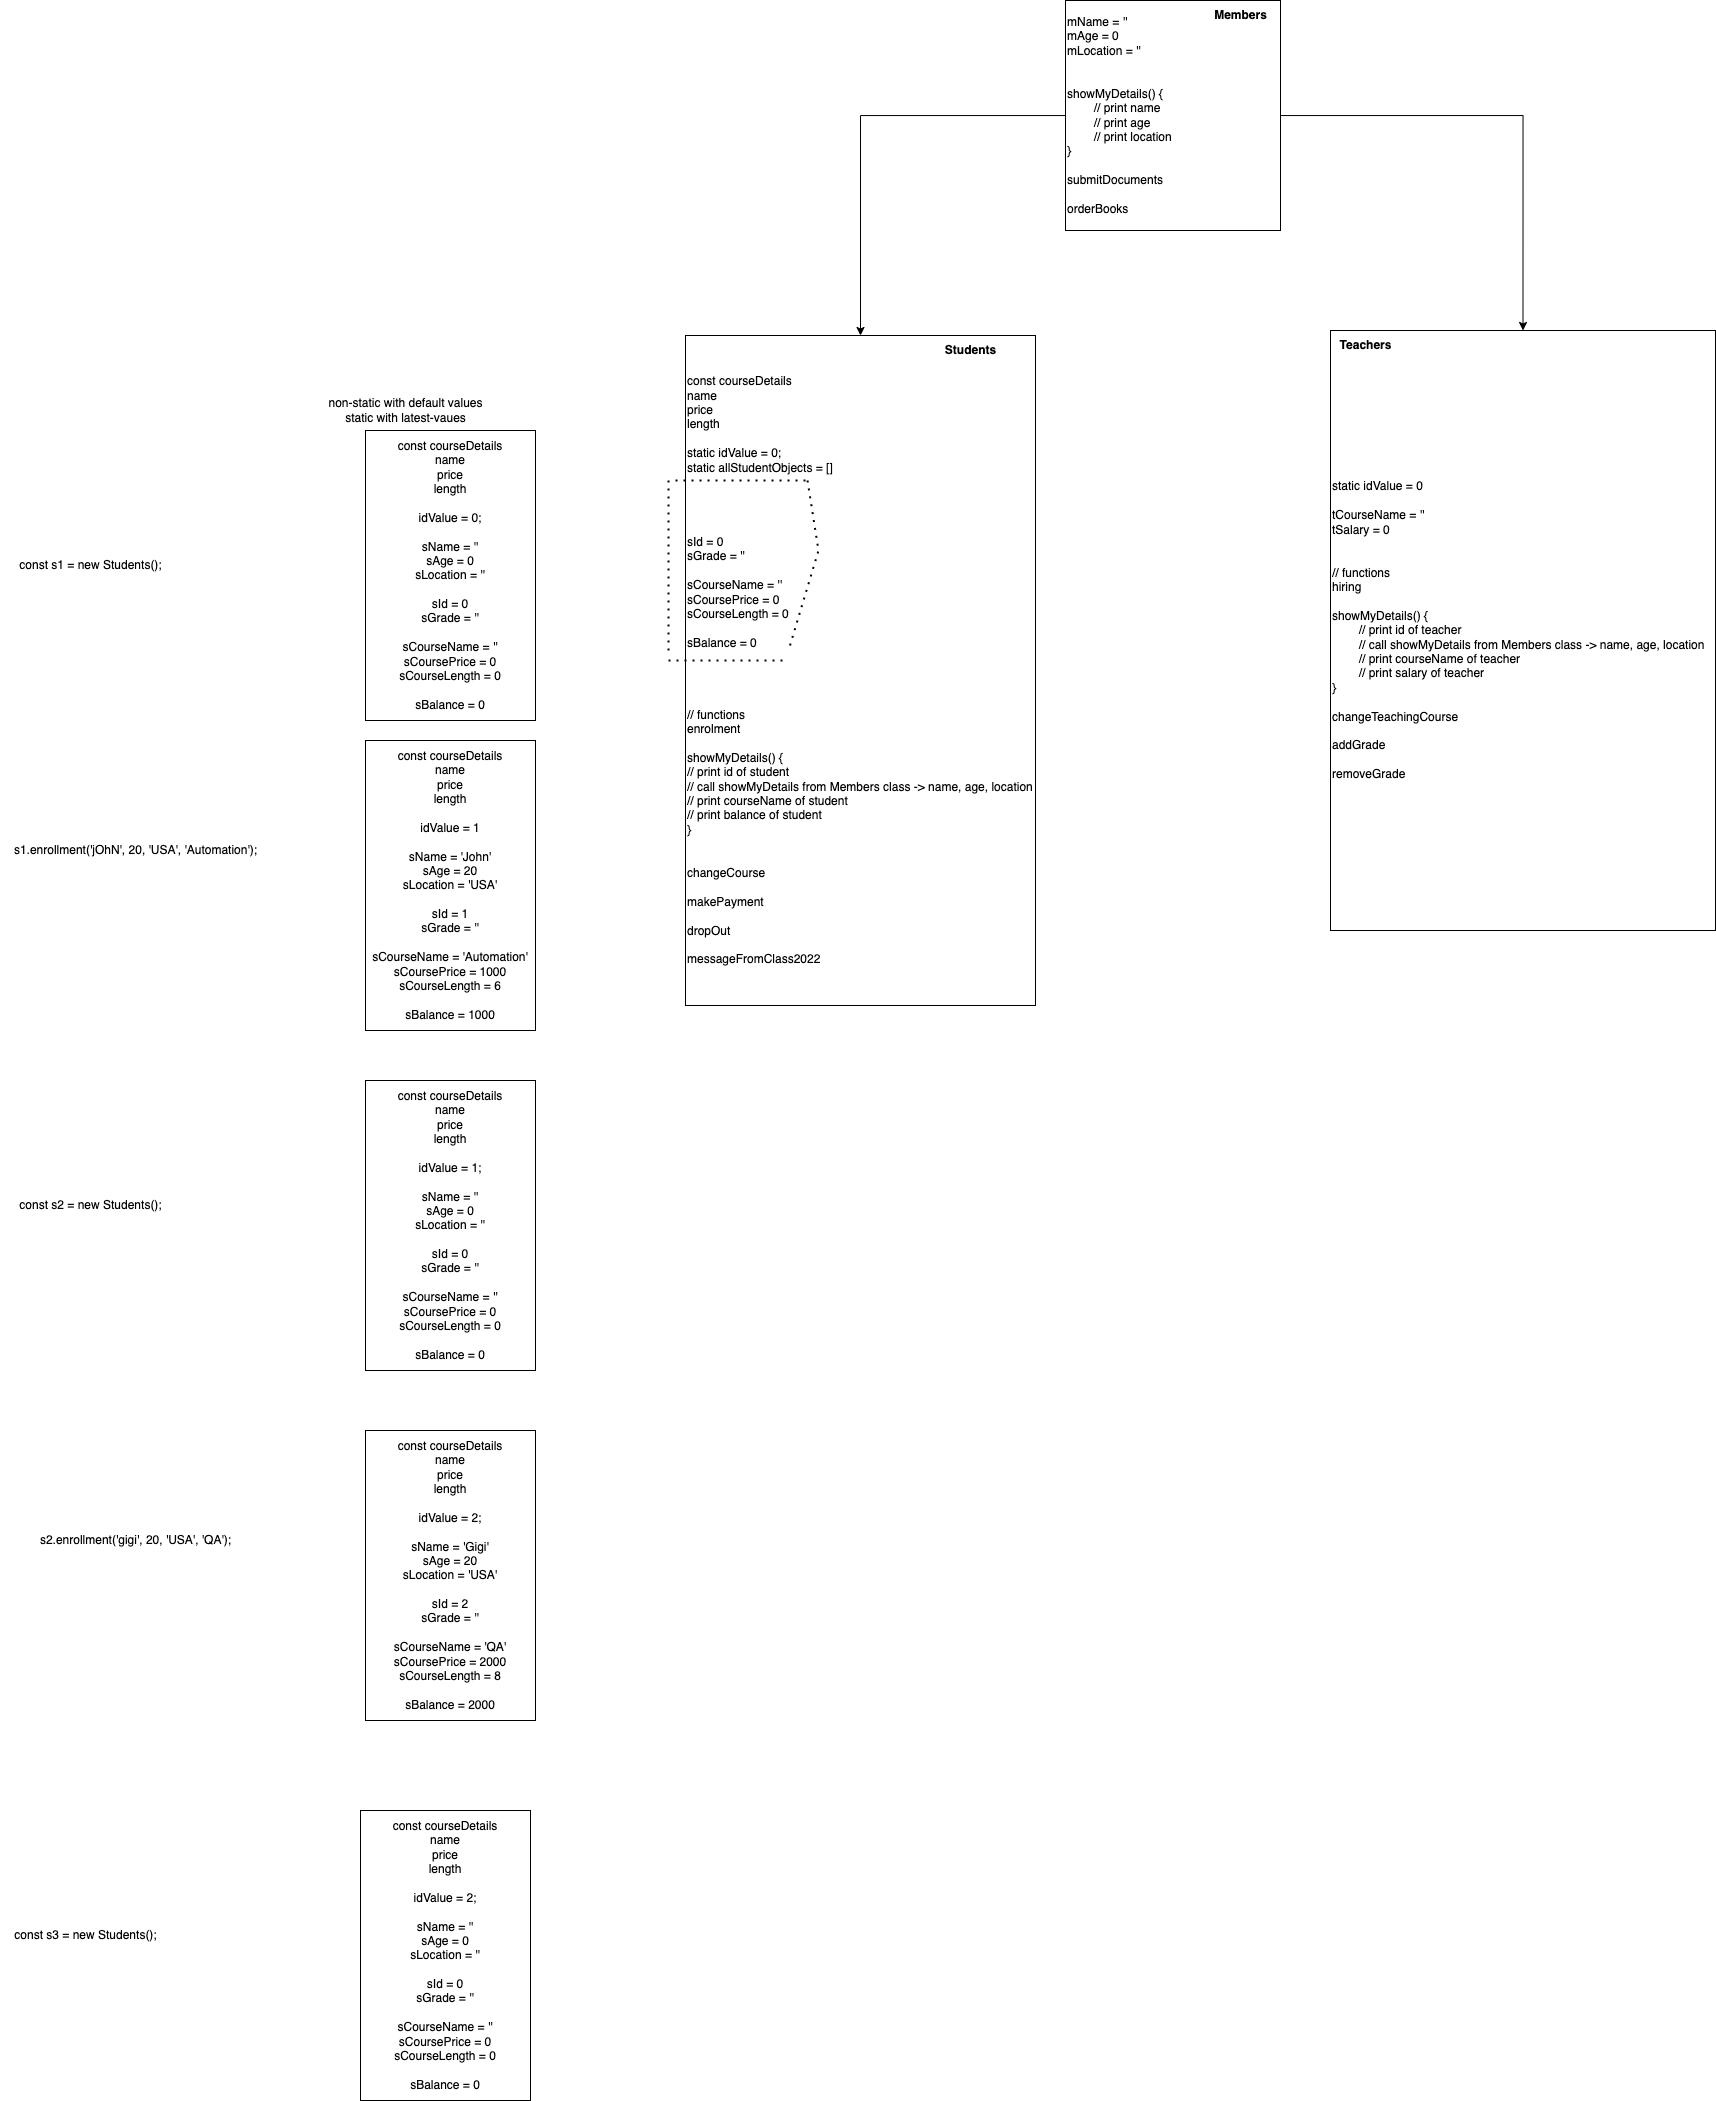 Members
mName = ''
mAge = 0
mLocation = ''
showMyDetails() {
// print name
// print age
// print location
}
submitDocuments
orderBooks
Students
const courseDetails
name
price
length
static idValue = 0;
static allStudentObjects = []
sId = 0
sGrade = ''
sCourseName = ''
sCoursePrice = 0
sCourseLength = 0
sBalance = 0
// functions
enrolment
showMyDetails() {
// print id of student
// call showMyDetails from Members class -> name, age, location
// print courseName of student
// print balance of student
}
changeCourse
makePayment
dropOut
messageFromClass2022
Teachers
static idValue = 0
tCourseName = ''
tSalary = 0
// functions
hiring
showMyDetails() {
// print id of teacher
// call showMyDetails from Members class -> name, age, location
// print courseName of teacher
// print salary of teacher
}
changeTeachingCourse
addGrade
removeGrade
non-static with default values
static with latest-vaues
const s1 = new Students();
const courseDetails
name
price
length
idValue = 0;
sName = ''
sAge = 0
sLocation = ''
sId = 0
sGrade = ''
sCourseName = ''
sCoursePrice = 0
sCourseLength = 0
sBalance = 0
s1.enrollment('jOhN', 20, 'USA', 'Automation');
const courseDetails
name
price
length
idValue = 1
sName = 'John'
sAge = 20
sLocation = 'USA'
sId = 1
sGrade = ''
sCourseName = 'Automation'
sCoursePrice = 1000
sCourseLength = 6
sBalance = 1000
const s2 = new Students();
const courseDetails
name
price
length
idValue = 1;
sName = ''
sAge = 0
sLocation = ''
sId = 0
sGrade = ''
sCourseName = ''
sCoursePrice = 0
sCourseLength = 0
sBalance = 0
s2.enrollment('gigi', 20, 'USA', 'QA');
const courseDetails
name
price
length
idValue = 2;
sName = 'Gigi'
sAge = 20
sLocation = 'USA'
sId = 2
sGrade = ''
sCourseName = 'QA'
sCoursePrice = 2000
sCourseLength = 8
sBalance = 2000
const s3 = new Students();
const courseDetails
name
price
length
idValue = 2;
sName = ''
sAge = 0
sLocation = ''
sId = 0
sGrade = ''
sCourseName = ''
sCoursePrice = 0
sCourseLength = 0
sBalance = 0